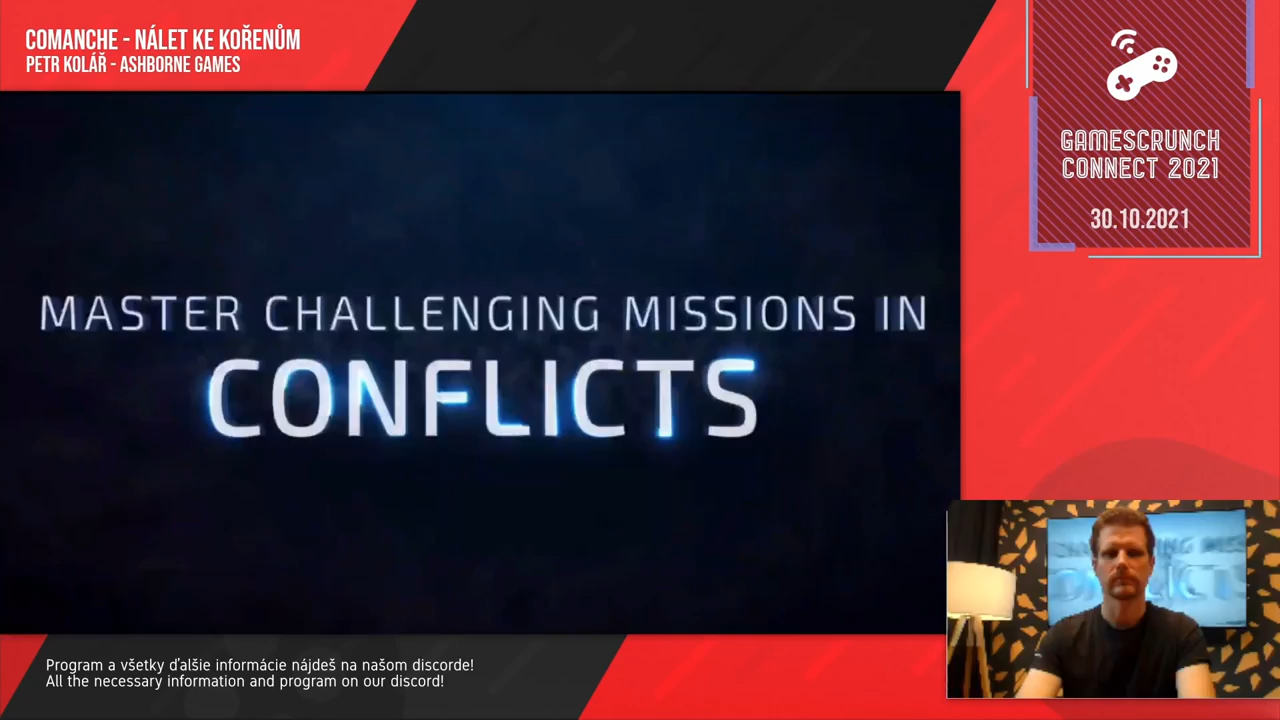 COMANCHE - NÁLET KE KOŘENŮM
PETR KOLÁŘ - ASHBORNE GAMES
GAMESCRUNCH
CONNECT 2021
30.10.2021
MASTER CHALLENGING MISSIONS IN
CONFLICTS
Program a všetky ďalšie informácie nájdeš na našom discorde!
All the necessary information and program on our discord!